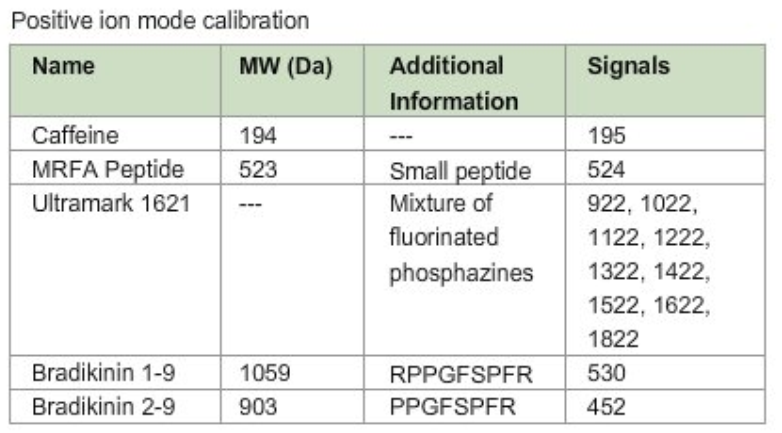 Positive ion mode calibration
Name MW (Da) Additional Signals
Information
Caffeine 194 --- 195
MRFA Peptide 523 Small peptide 524
Ultramark 1621 --- Mixture of 922, 1022,
fluorinated 1122, 1222,
phosphazines 1322, 1422,
1522, 1622,
1822
Bradikinin 1-9 1059 RPPGFSPFR 530
Bradikinin 2-9 903 PPGFSPFR 452